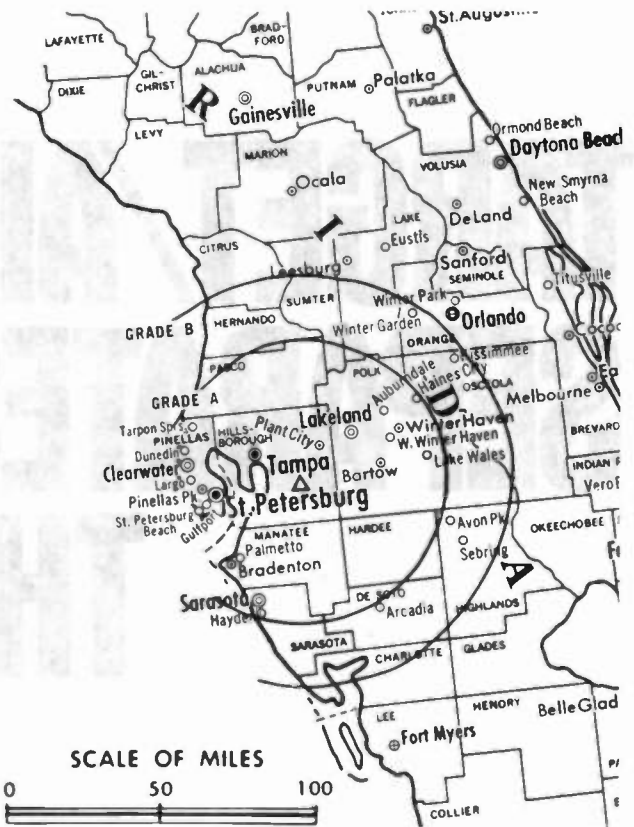 St. Augustine
LAFAYETTE
BRAD-
FORD
ALACHUA
GIL-
CHRIST
DIXIE
R
Gainesville
PUTNAM
Palatka
FLAGLER
LEVY
Ormond Beach
Daytona Beach
MARION
VOLUSIA
Ocala
New Smyrna
Beach
DeLand
LAKE
Eustis
I
CITRUS
Leesburg
Sanford
SEMINOLE
Titusville
SUMTER
Winter Park
Orlando
HERNANDO
Winter Garden
GRADE B
ORANGE
Coco
PASCO
Kissimmee
POLK
Auburndale
Haines City
OSCEOLA
Ea
Melbourne
D
GRADE A
Tarpon Sprs.
PINELLAS
HILLS-
BOROUGH
Plant City
Lakeland
Winter Haven
W. Winter Haven
BREVARD
Dunedin
Clearwater
Tampa
Bartow
Lake Wales
INDIAN R
Largo
Vero B
Pinellas Pk.
St. Petersburg
St. Petersburg
Beach
Gulfport
MANATEE
HARDEE
Avon Pk.
OKEECHOBEE
Palmetto
Bradenton
Sebring
A
Sarasota
DE SOTO
Hayden
Arcadia
HIGHLANDS
SARASOTA
CHARLOTTE
GLADES
LEE
HENDRY
Belle Glad
Fort Myers
SCALE OF MILES
0 50 100
COLLIER